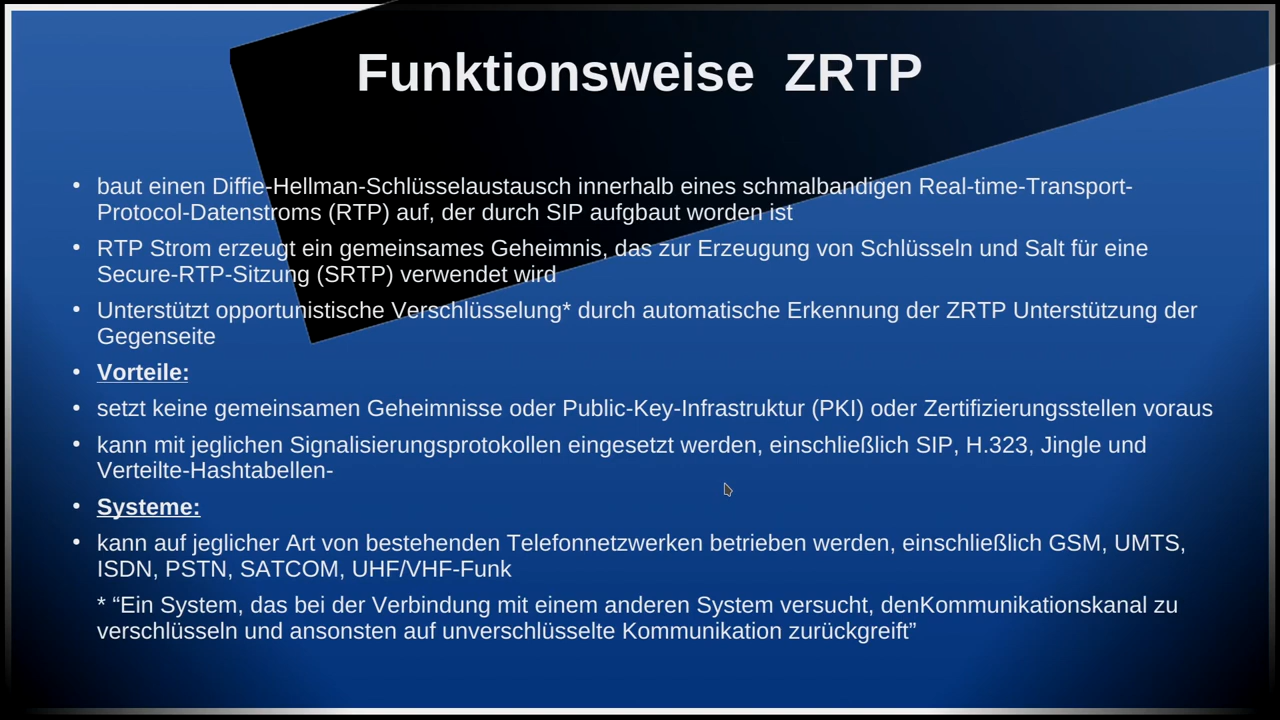 Funktionsweise ZRTP
• baut einen Diffie-Hellman-Schlüsselaustausch innerhalb eines schmalbandigen Real-time-Transport-
Protocol-Datenstroms (RTP) auf, der durch SIP aufgbaut worden ist
• RTP Strom erzeugt ein gemeinsames Geheimnis, das zur Erzeugung von Schlüsseln und Salt für eine
Secure-RTP-Sitzung (SRTP) verwendet wird
• Unterstützt opportunistische Verschlüsselung* durch automatische Erkennung der ZRTP Unterstützung der
Gegenseite
• Vorteile:
• setzt keine gemeinsamen Geheimnisse oder Public-Key-Infrastruktur (PKI) oder Zertifizierungsstellen voraus
• kann mit jeglichen Signalisierungsprotokollen eingesetzt werden, einschließlich SIP, H.323, Jingle und
Verteilte-Hashtabellen-
• Systeme:
• kann auf jeglicher Art von bestehenden Telefonnetzwerken betrieben werden, einschließlich GSM, UMTS,
ISDN, PSTN, SATCOM, UHF/VHF-Funk
* “Ein System, das bei der Verbindung mit einem anderen System versucht, denKommunikationskanal zu
verschlüsseln und ansonsten auf unverschlüsselte Kommunikation zurückgreift”